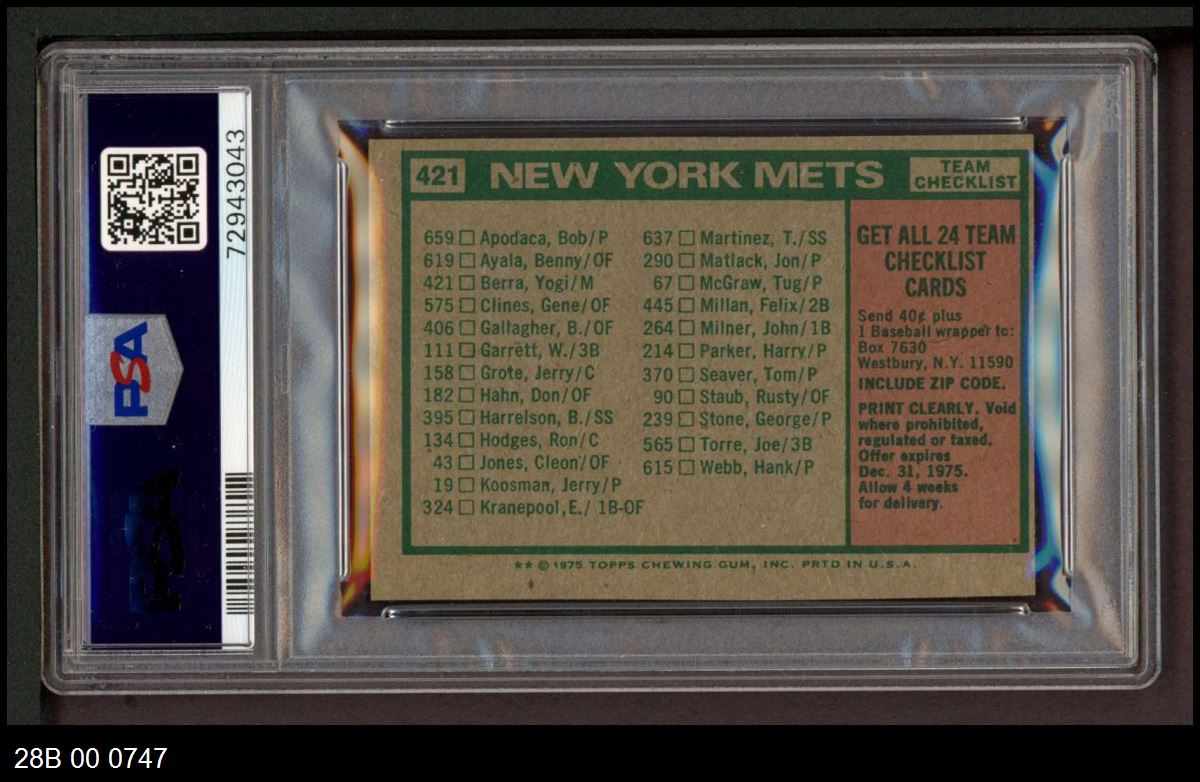 72943043
PSA
PSA
421
NEW YORK METS
TEAM
CHECKLIST
659 □ Apodaca, Bob/P
619 □ Ayala, Benny/OF
421 □ Berra, Yogi/M
575 □ Clines, Gene/OF
406 □ Gallagher, B./OF
111 □ Garrett, W./3B
158 □ Grote, Jerry/C
182 □ Hahn, Don/OF
395 □ Harrelson, B./SS
134 □ Hodges, Ron/C
43 □ Jones, Cleon/OF
19 □ Koosman, Jerry/P
324 □ Kranepool,E./ 1B-OF
637 □ Martinez, T./SS
290 □ Matlack, Jon/P
67 □ McGraw, Tug/P
445 □ Millan, Felix/2B
264 □ Milner, John/1B
214 □ Parker, Harry/P
370 □ Seaver, Tom/P
90 □ Staub, Rusty/OF
239 □ Stone, George/P
565 □ Torre, Joe/3B
615 □ Webb, Hank/P
GET ALL 24 TEAM
CHECKLIST
CARDS
Send 40¢ plus
1 Baseball wrapper to:
Box 7630
Westbury, N.Y. 11590
INCLUDE ZIP CODE.
PRINT CLEARLY. Void
where prohibited,
regulated or taxed.
Offer expires
Dec. 31, 1975.
Allow 4 weeks
for delivery.
** © 1975 TOPPS CHEWING GUM, INC. PRTD IN U.S.A.
28B 00 0747